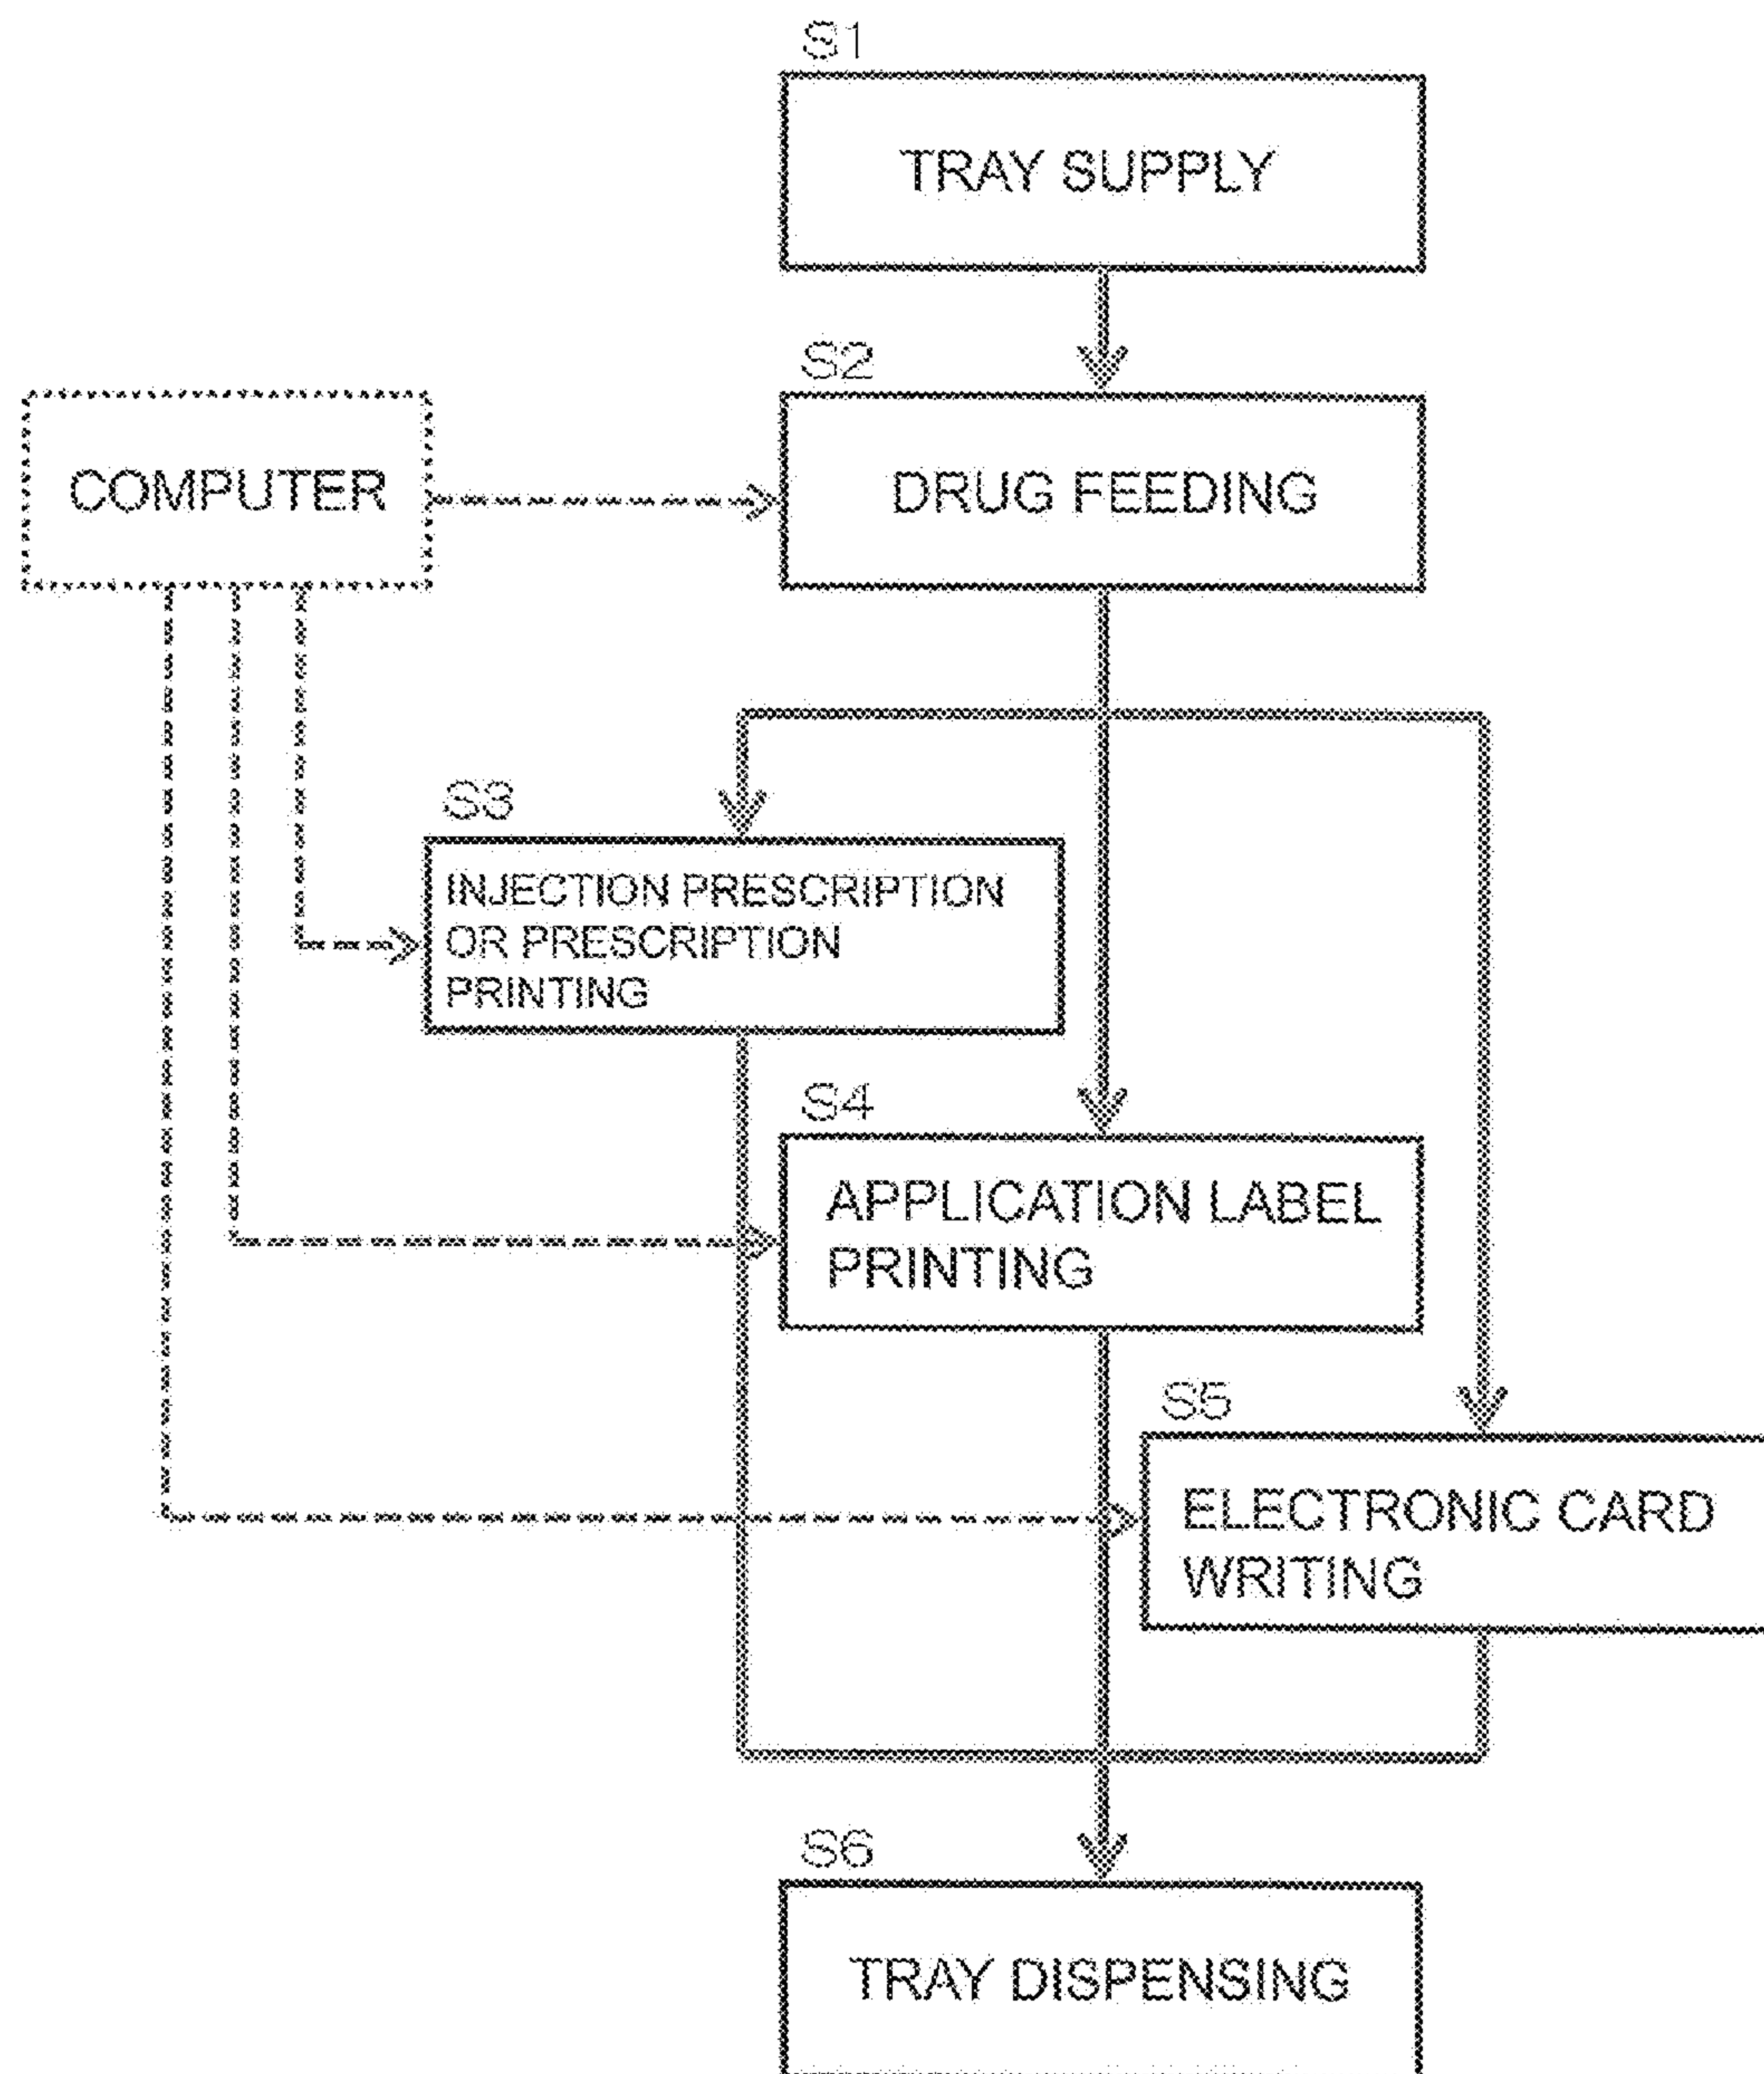 S1
TRAY SUPPLY
S2
COMPUTER
DRUG FEEDING
S3
INJECTION PRESCRIPTION
OR PRESCRIPTION
PRINTING
S4
APPLICATION LABEL
PRINTING
S5
ELECTRONIC CARD
WRITING
S6
TRAY DISPENSING